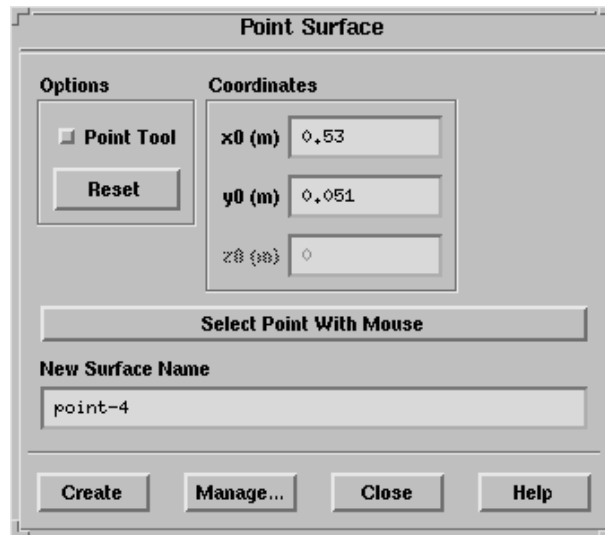 Point Surface
Options
Coordinates
Point Tool
Reset
x0 (m) 0.53
y0 (m) 0.051
z0 (m) 0
Select Point With Mouse
New Surface Name
point-4
Create Manage... Close Help